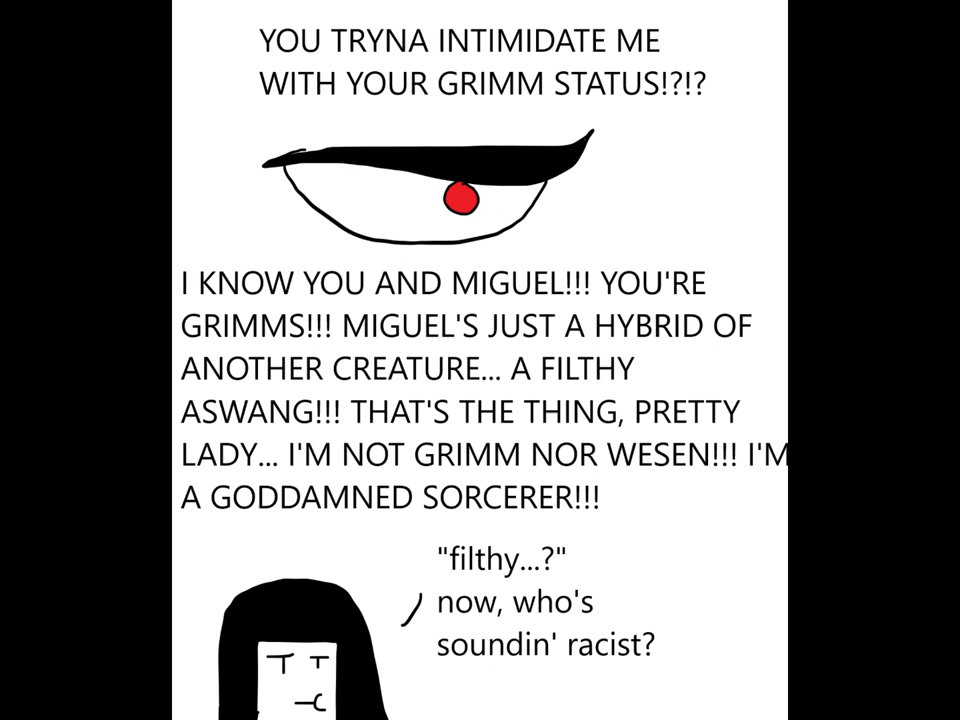 YOU TRYNA INTIMIDATE ME
WITH YOUR GRIMM STATUS!?!?
I KNOW YOU AND MIGUEL!!! YOU'RE
GRIMMS!!! MIGUEL'S JUST A HYBRID OF
ANOTHER CREATURE... A FILTHY
ASWANG!!! THAT'S THE THING, PRETTY
LADY... I'M NOT GRIMM NOR WESEN!!! I'M
A GODDAMNED SORCERER!!!
"filthy...?"
now, who's
soundin' racist?